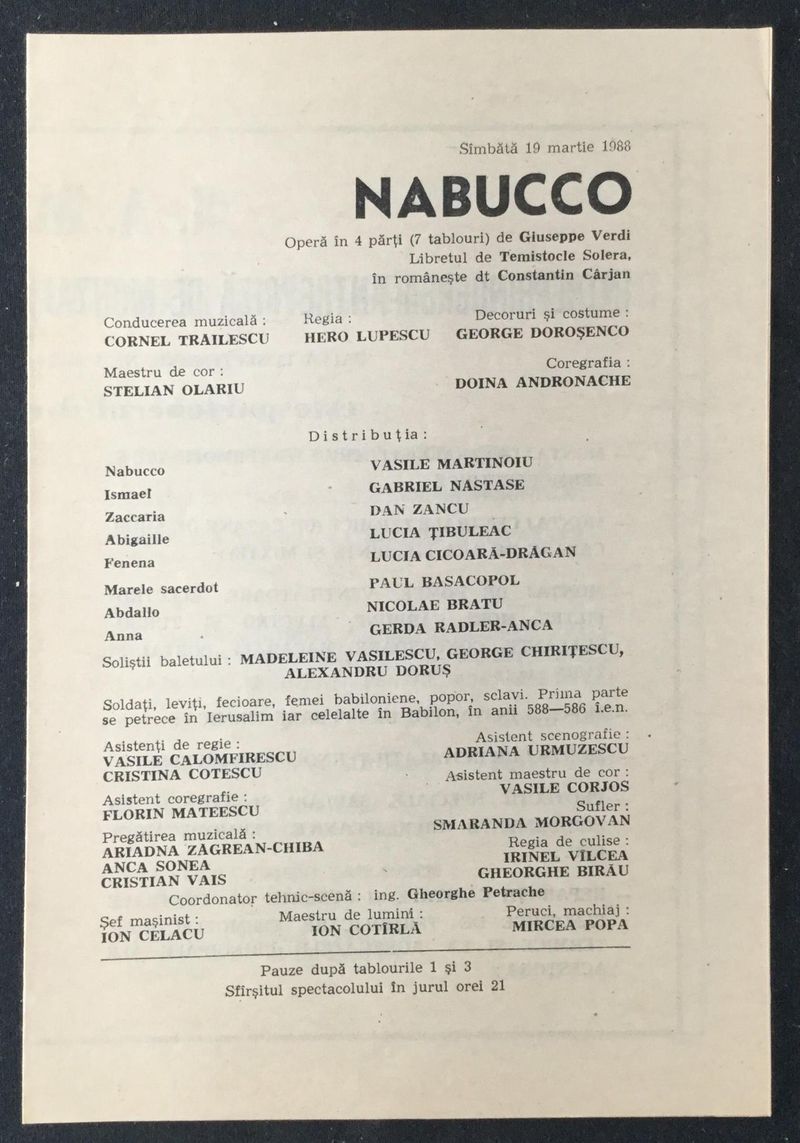 Sîmbătă 19 martie 1988
NABUCCO
Operă în 4 părţi (7 tablouri) de Giuseppe Verdi
Libretul de Temistocle Solera,
în româneşte dt Constantin Cârjan
Conducerea muzicală :
CORNEL TRĂILESCU
Regia :
HERO LUPESCU
Decoruri şi costume :
GEORGE DOROŞENCO
Maestru de cor :
STELIAN OLARIU
Coregrafia :
DOINA ANDRONACHE
Distribuţia :
Nabucco VASILE MARTINOIU
Ismael GABRIEL NĂSTASE
Zaccaria DAN ZANCU
Abigaille LUCIA ŢIBULEAC
Fenena LUCIA CICOARĂ-DRĂGAN
Marele sacerdot PAUL BASACOPOL
Abdallo NICOLAE BRATU
Anna GERDA RADLER-ANCA
Soliştii baletului : MADELEINE VASILESCU, GEORGE CHIRIŢESCU,
ALEXANDRU DORUŞ
Soldaţi, leviţi, fecioare, femei babiloniene, popor, sclavi. Prima parte
se petrece în Ierusalim iar celelalte în Babilon, în anii 588—586 î.e.n.
Asistenţi de regie :
VASILE CALOMFIRESCU
CRISTINA COTESCU
Asistent scenografie :
ADRIANA URMUZESCU
Asistent coregrafie :
FLORIN MATEESCU
Asistent maestru de cor :
VASILE CORJOS
Sufler :
SMARANDA MORGOVAN
Pregătirea muzicală :
ARIADNA ZAGREAN-CHIBA
ANCA SONEA
CRISTIAN VAIS
Regia de culise :
IRINEL VÎLCEA
GHEORGHE BIRĂU
Coordonator tehnic-scenă : ing. Gheorghe Petrache
Şef maşinist :
ION CELACU
Maestru de lumini :
ION COTÎRLĂ
Peruci, machiaj :
MIRCEA POPA
Pauze după tablourile 1 şi 3
Sfîrşitul spectacolului în jurul orei 21